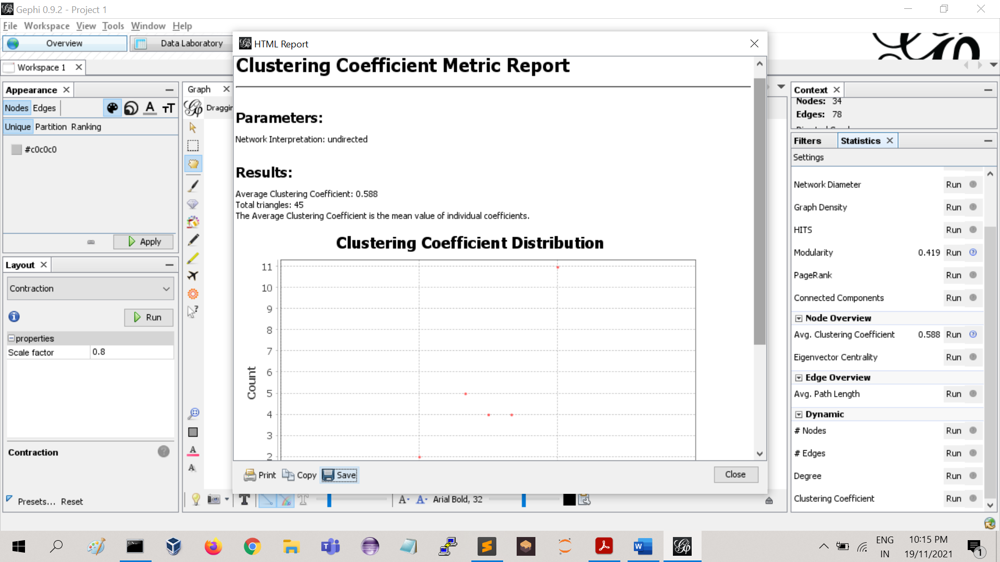 Gephi 0.9.2 - Project 1
File Workspace View Tools Window Help
Overview
Data Laboratory
Workspace 1
Appearance
Nodes Edges
Unique Partition Ranking
#c0c0c0
Apply
Layout
Contraction
Run
properties
Scale factor 0.8
Contraction
Presets... Reset
Graph
HTML Report
Clustering Coefficient Metric Report
Parameters:
Network Interpretation: undirected
Results:
Average Clustering Coefficient: 0.588
Total triangles: 45
The Average Clustering Coefficient is the mean value of individual coefficients.
Clustering Coefficient Distribution
11
10
9
8
7
6
5
4
3
2
Count
Print Copy Save
Close
Arial Bold, 32
Context
Nodes: 34
Edges: 78
Filters Statistics
Settings
Network Diameter Run
Graph Density Run
HITS Run
Modularity 0.419 Run
PageRank Run
Connected Components Run
Node Overview
Avg. Clustering Coefficient 0.588 Run
Eigenvector Centrality Run
Edge Overview
Avg. Path Length Run
Dynamic
# Nodes Run
# Edges Run
Degree Run
Clustering Coefficient Run
ENG
IN
10:15 PM
19/11/2021
1